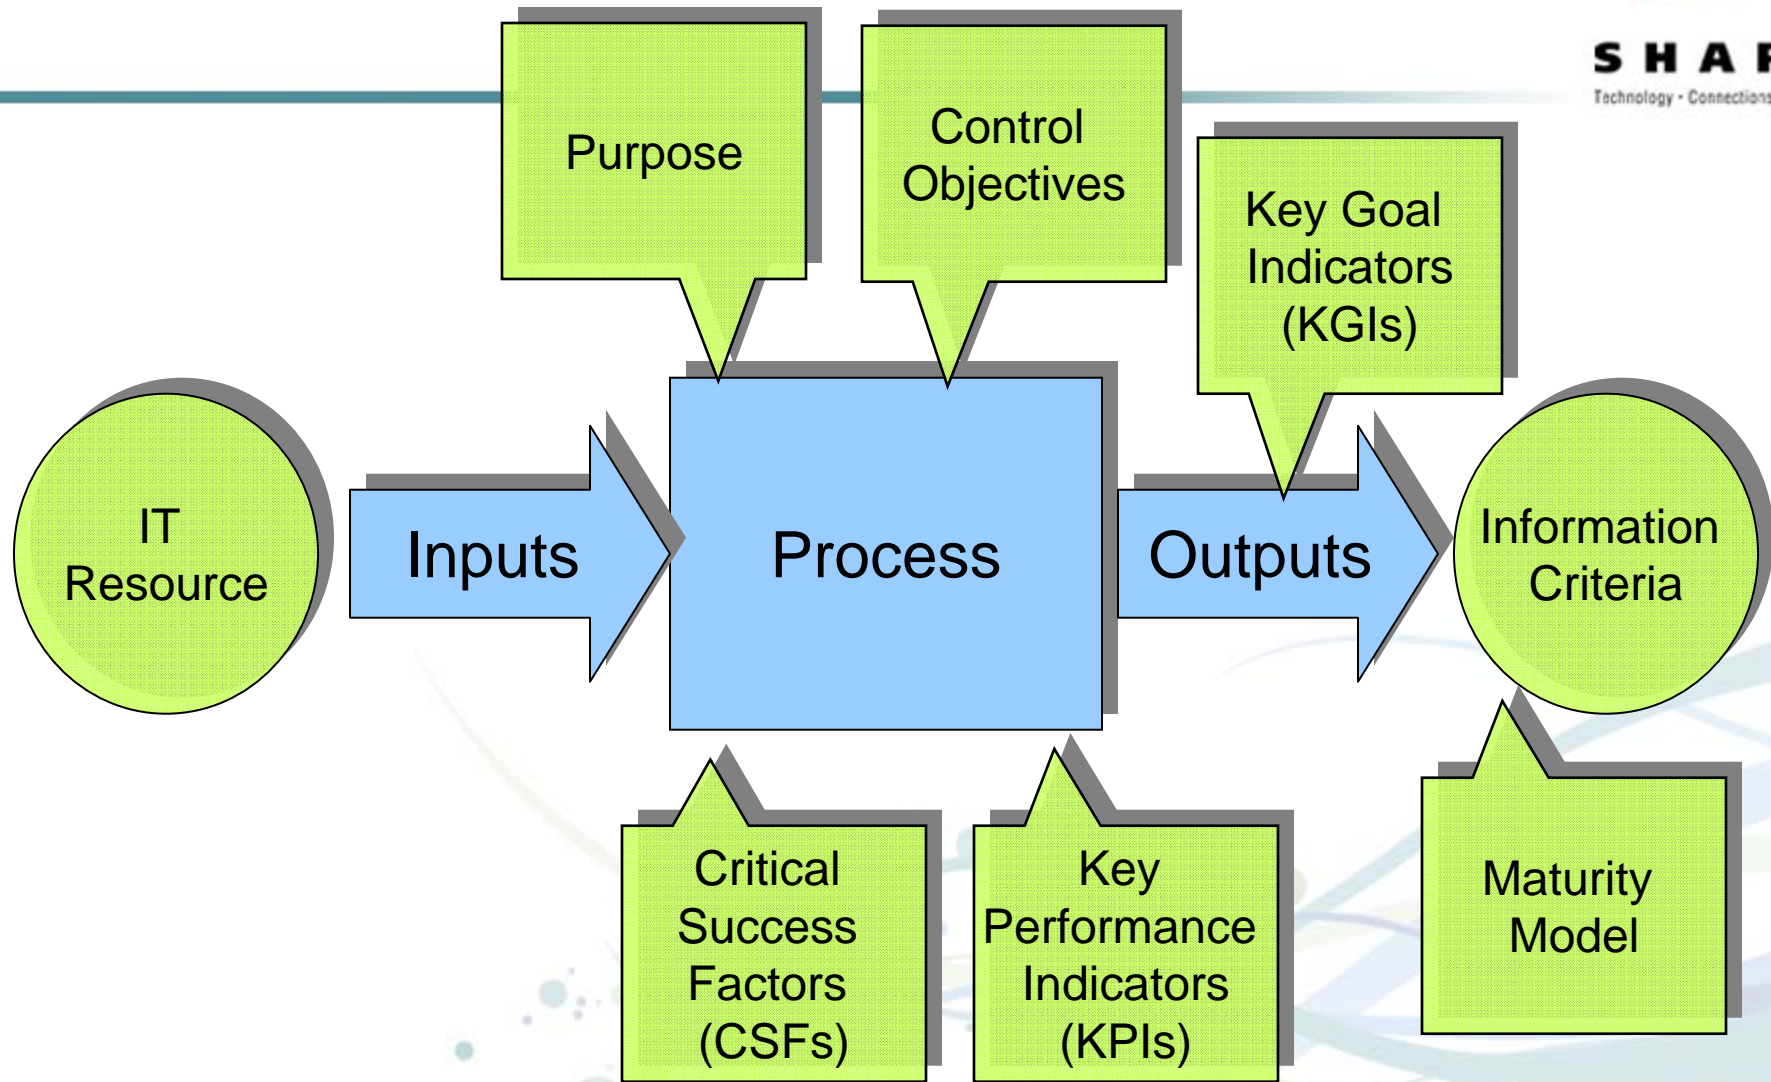 S H A R
Technology - Connections
Purpose
Control
Objectives
Key Goal
Indicators
(KGIs)
IT
Resource
Inputs
Process
Outputs
Information
Criteria
Critical
Success
Factors
(CSFs)
Key
Performance
Indicators
(KPIs)
Maturity
Model